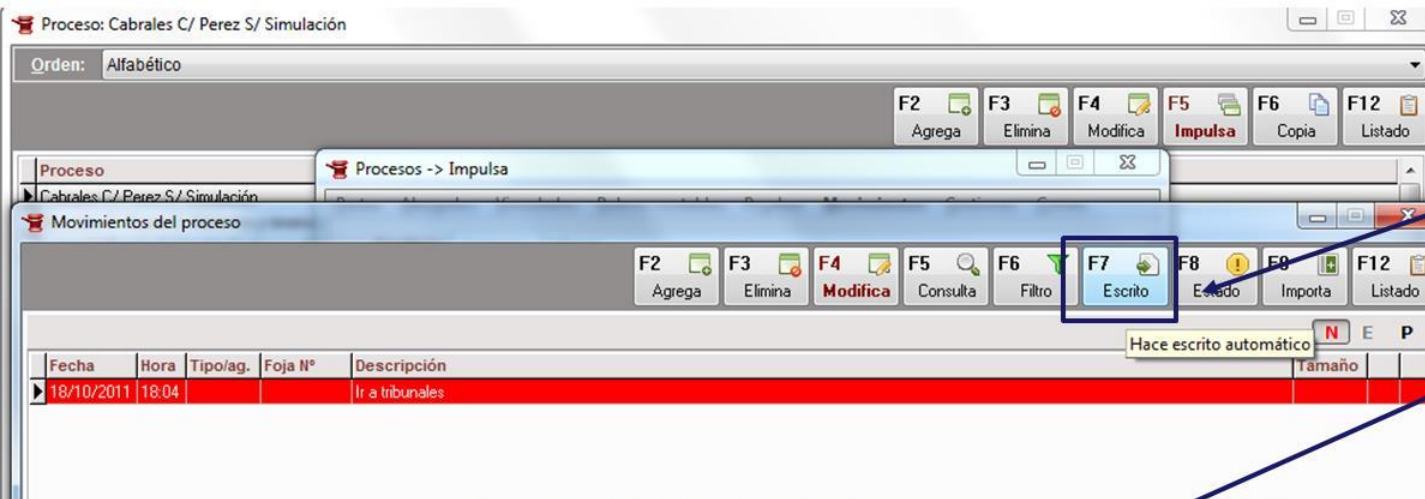 Proceso: Cabrales C/ Perez S/ Simulación
Orden: Alfabético
F2 F3 F4 F5 F6 F12
Agrega Elimina Modifica Impulsa Copia Listado
Proceso
Cabrales C/ Perez S/ Simulación
Procesos -> Impulsa
Movimientos del proceso
F2 F3 F4 F5 F6 F7 F8 F9 F12
Agrega Elimina Modifica Consulta Filtro Escrito Estado Importa Listado
Hace escrito automático
N E P
Fecha Hora Tipo/ag. Foja Nº Descripción Tamaño
18/10/2011 18:04 Ir a tribunales